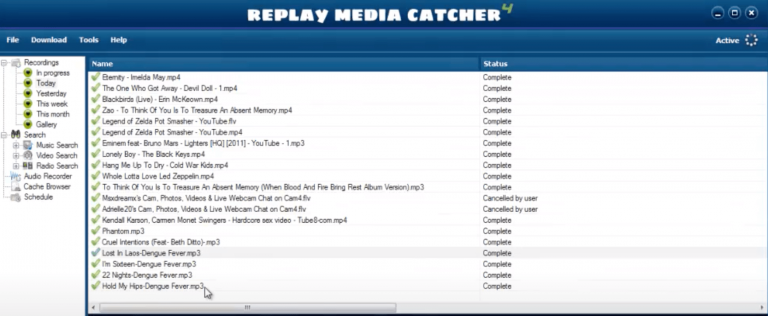 REPLAY MEDIA CATCHER 4
File Download Tools Help Active
Recordings
In progress
Today
Yesterday
This week
This month
Gallery
Search
Music Search
Video Search
Radio Search
Audio Recorder
Cache Browser
Schedule
Name Status
Eternity - Imelda May.mp4 Complete
The One Who Got Away - Devil Doll - 1.mp4 Complete
Blackbirds (Live) - Erin McKeown.mp4 Complete
Zao - To Think Of You Is To Treasure An Absent Memory.mp4 Complete
Legend of Zelda Pot Smasher - YouTube.flv Complete
Legend of Zelda Pot Smasher - YouTube.mp4 Complete
Eminem feat- Bruno Mars - Lighters [HQ] [2011] - YouTube - 1.mp3 Complete
Lonely Boy - The Black Keys.mp4 Complete
Hang Me Up To Dry - Cold War Kids.mp4 Complete
Whole Lotta Love Led Zeppelin.mp4 Complete
To Think Of You Is To Treasure An Absent Memory (When Blood And Fire Bring Rest Album Version).mp3 Complete
Msxdreamx's Cam, Photos, Videos & Live Webcam Chat on Cam4.flv Cancelled by user
Adrielle20's Cam, Photos, Videos & Live Webcam Chat on Cam4.flv Cancelled by user
Kendall Karson, Carmen Monet Swingers - Hardcore sex video - Tube8-com.mp4 Complete
Phantom.mp3 Complete
Cruel Intentions (Feat- Beth Ditto)-.mp3 Complete
Lost In Laos-Dengue Fever.mp3 Complete
I'm Sixteen-Dengue Fever.mp3 Complete
22 Nights-Dengue Fever.mp3 Complete
Hold My Hips-Dengue Fever.mp3 Complete